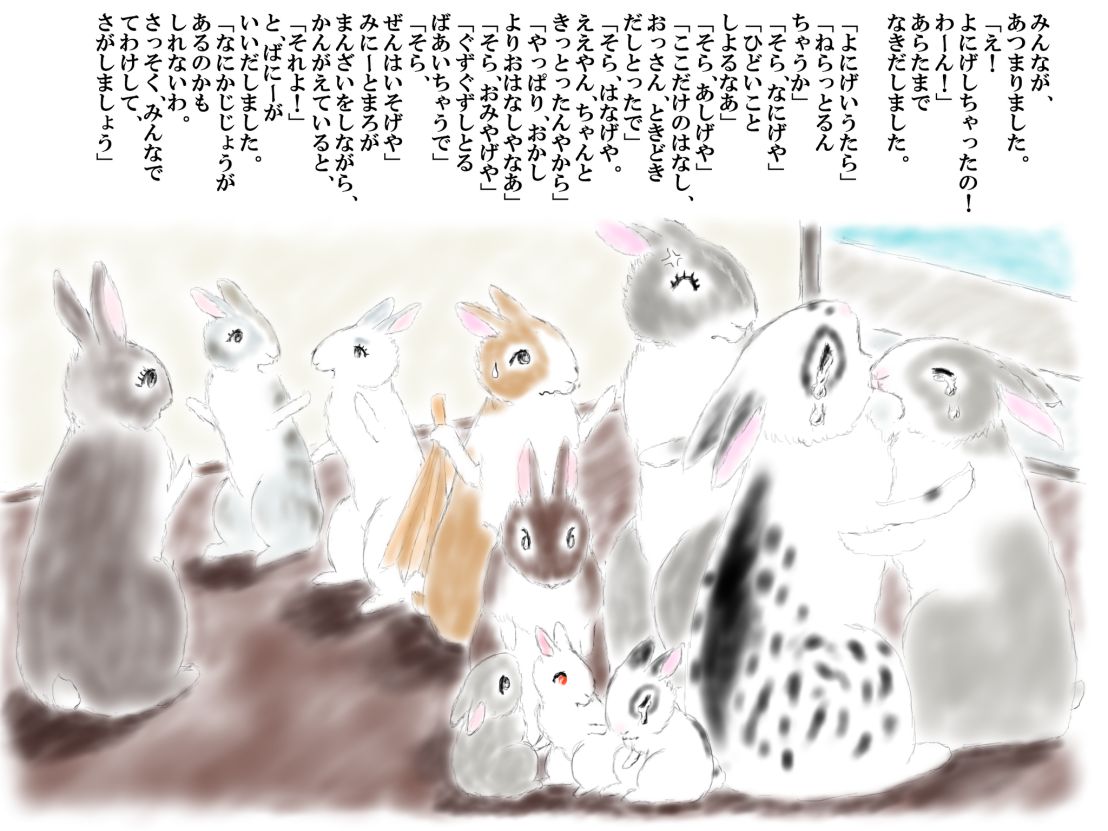 みんなが、
あつまりました。
「え！
よにげしちゃったの！
わーん！」
あらたまで
なきだしました。
「よにげいうたら」
「ねらっとるん
ちゃうか」
「そら、なにげや」
「ひどいこと
しよるなあ」
「そら、あしげや」
「ここだけのはなし、
おっさん、ときどき
だしとったで」
「そら、はなげや。
ええやん、ちゃんと
きっとったんやから」
「やっぱり、おかし
よりおはなしやなあ」
「そら、おみやげや」
「ぐずぐずしとる
ばあいちゃうで」
「そら、
ぜんはいそげや」
みにーとまろが
まんざいをしながら、
かんがえていると、
「それよ！」
と、ばにーが
いいだしました。
「なにかじじょうが
あるのかも
しれないわ。
さっそく、みんなで
てわけして、
さがしましょう」